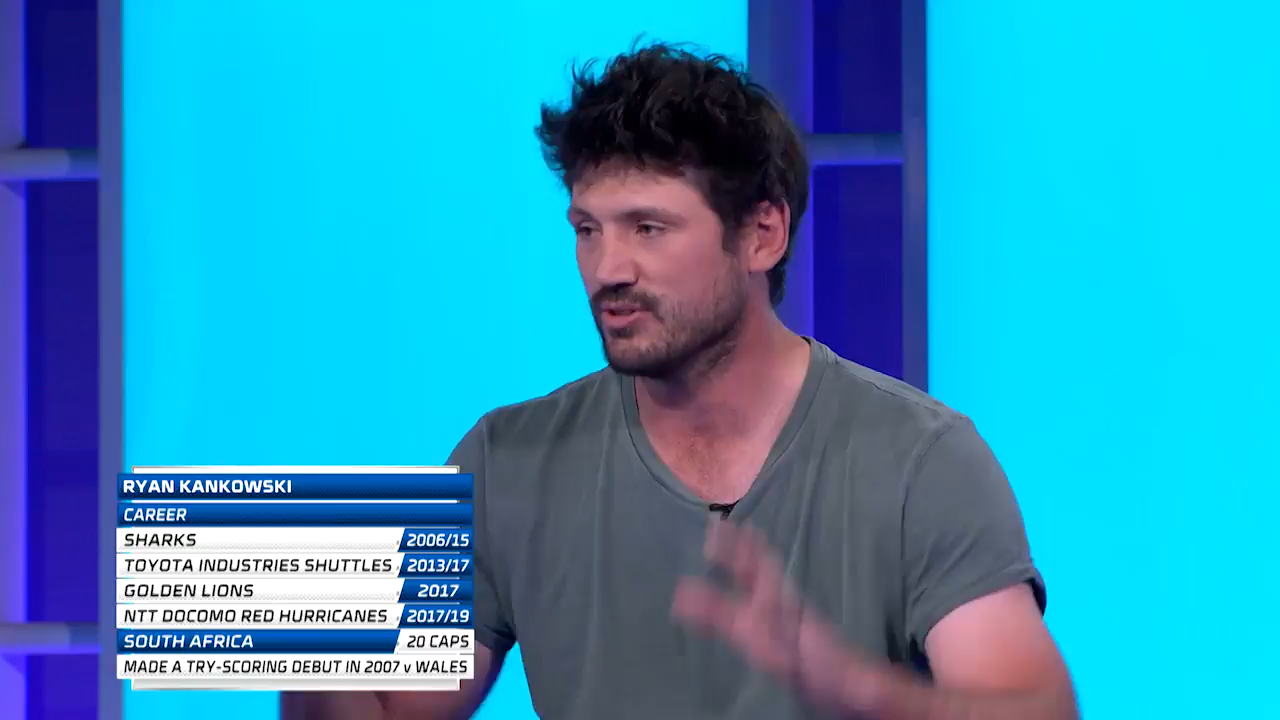 RYAN KANKOWSKI
CAREER
SHARKS 2006/15
TOYOTA INDUSTRIES SHUTTLES 2013/17
GOLDEN LIONS 2017
NTT DOCOMO RED HURRICANES 2017/19
SOUTH AFRICA 20 CAPS
MADE A TRY-SCORING DEBUT IN 2007 v WALES